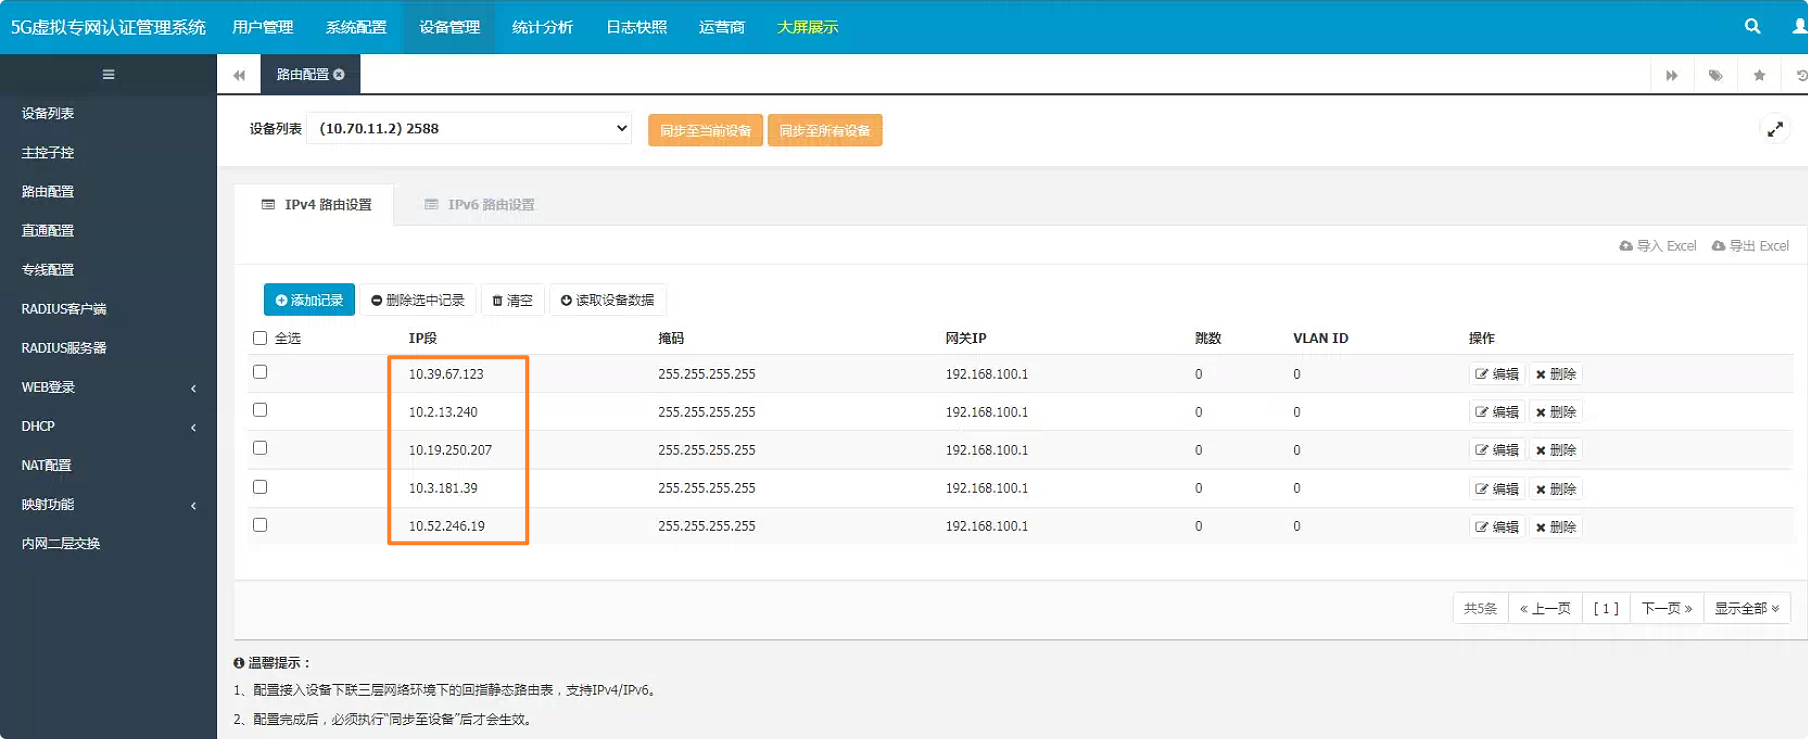 5G虚拟专网认证管理系统 用户管理 系统配置 设备管理 统计分析 日志快照 运营商 大屏展示
路由配置
设备列表
主控子控
路由配置
直通配置
专线配置
RADIUS客户端
RADIUS服务器
WEB登录
DHCP
NAT配置
映射功能
内网二层交换
设备列表 (10.70.11.2) 2588 同步至当前设备 同步至所有设备
IPv4 路由设置 IPv6 路由设置
导入 Excel 导出 Excel
添加记录 删除选中记录 清空 读取设备数据
全选 IP段 掩码 网关IP 跳数 VLAN ID 操作
10.39.67.123 255.255.255.255 192.168.100.1 0 0 编辑 删除
10.2.13.240 255.255.255.255 192.168.100.1 0 0 编辑 删除
10.19.250.207 255.255.255.255 192.168.100.1 0 0 编辑 删除
10.3.181.39 255.255.255.255 192.168.100.1 0 0 编辑 删除
10.52.246.19 255.255.255.255 192.168.100.1 0 0 编辑 删除
共5条 « 上一页 [ 1 ] 下一页 » 显示全部
温馨提示：
1、配置接入设备下联三层网络环境下的回指静态路由表，支持IPv4/IPv6。
2、配置完成后，必须执行“同步至设备”后才会生效。